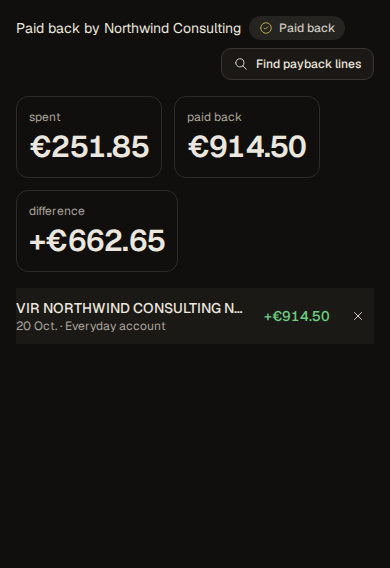 Paid back by Northwind Consulting Paid back
Find payback lines
spent
€251.85
paid back
€914.50
difference
+€662.65
VIR NORTHWIND CONSULTING N...
20 Oct. · Everyday account
+€914.50